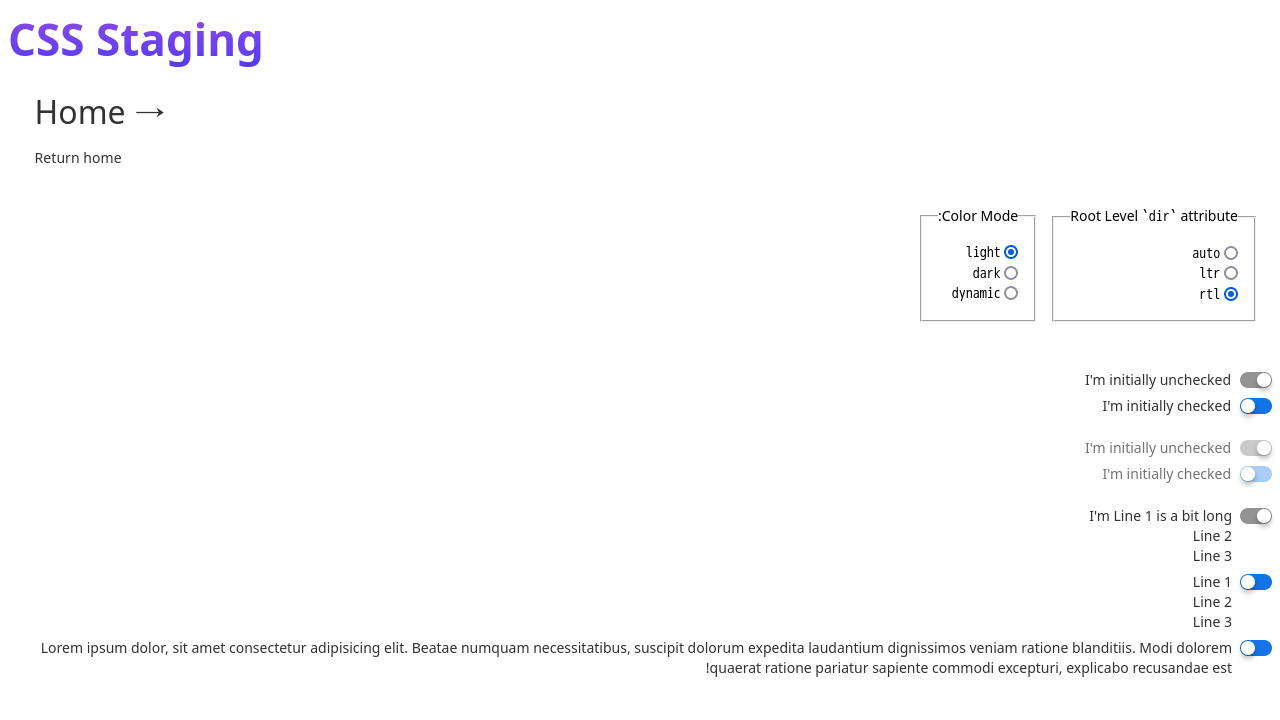 CSS Staging
Home →
Return home
Root Level `dir` attribute
auto
ltr
rtl
:Color Mode
light
dark
dynamic
I'm initially unchecked
I'm initially checked
I'm initially unchecked
I'm initially checked
I'm Line 1 is a bit long
Line 2
Line 3
Line 1
Line 2
Line 3
Lorem ipsum dolor, sit amet consectetur adipisicing elit. Beatae numquam necessitatibus, suscipit dolorum expedita laudantium dignissimos veniam ratione blanditiis. Modi dolorem
!quaerat ratione pariatur sapiente commodi excepturi, explicabo recusandae est